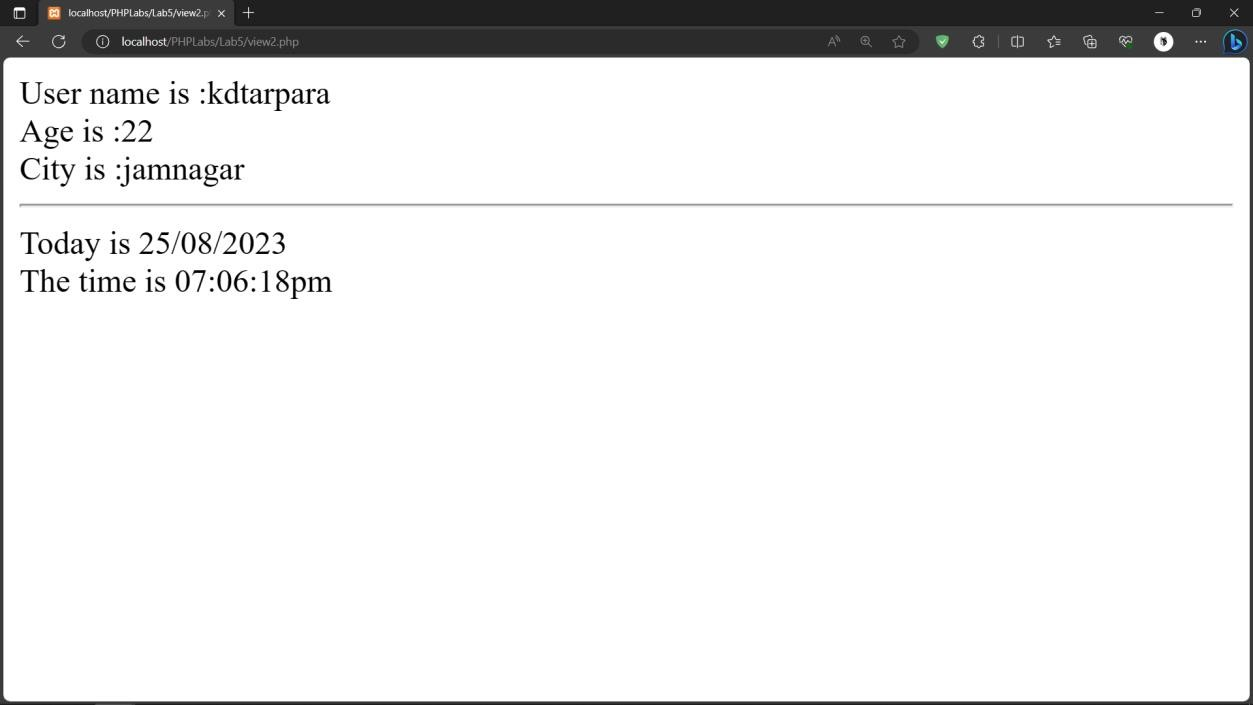 localhost/PHPLabs/Lab5/view2.p
localhost/PHPLabs/Lab5/view2.php
User name is :kdtarpara
Age is :22
City is :jamnagar
Today is 25/08/2023
The time is 07:06:18pm